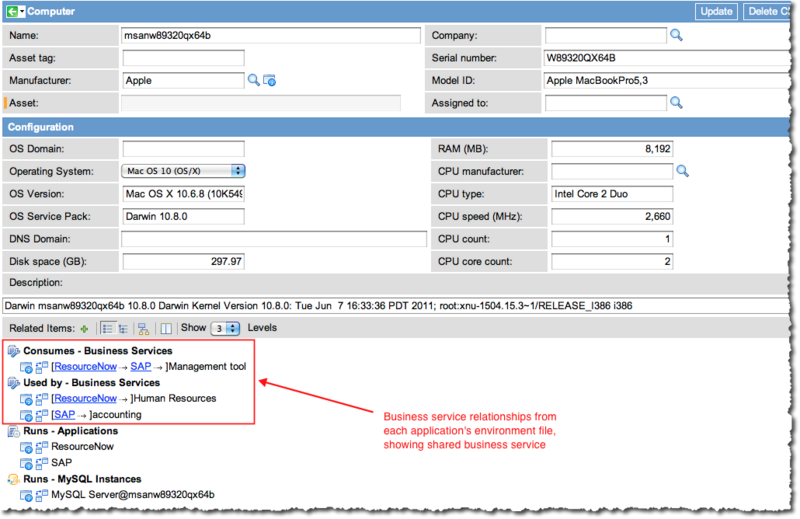 Computer Update Delete C
Name: msanw89320qx64b Company:
Asset tag: Serial number: W89320QX64B
Manufacturer: Apple Model ID: Apple MacBookPro5,3
Asset: Assigned to:
Configuration
OS Domain: RAM (MB): 8,192
Operating System: Mac OS 10 (OS/X) CPU manufacturer:
OS Version: Mac OS X 10.6.8 (10K549 CPU type: Intel Core 2 Duo
OS Service Pack: Darwin 10.8.0 CPU speed (MHz): 2,660
DNS Domain: CPU count: 1
Disk space (GB): 297.97 CPU core count: 2
Description:
Darwin msanw89320qx64b 10.8.0 Darwin Kernel Version 10.8.0: Tue Jun 7 16:33:36 PDT 2011; root:xnu-1504.15.3~1/RELEASE_I386 i386
Related Items: Show 3 Levels
Consumes - Business Services
[ResourceNow → SAP → ]Management tool
Used by - Business Services
[ResourceNow → ]Human Resources
[SAP → ]accounting
Business service relationships from
each application's environment file,
showing shared business service
Runs - Applications
ResourceNow
SAP
Runs - MySQL Instances
MySQL Server@msanw89320qx64b